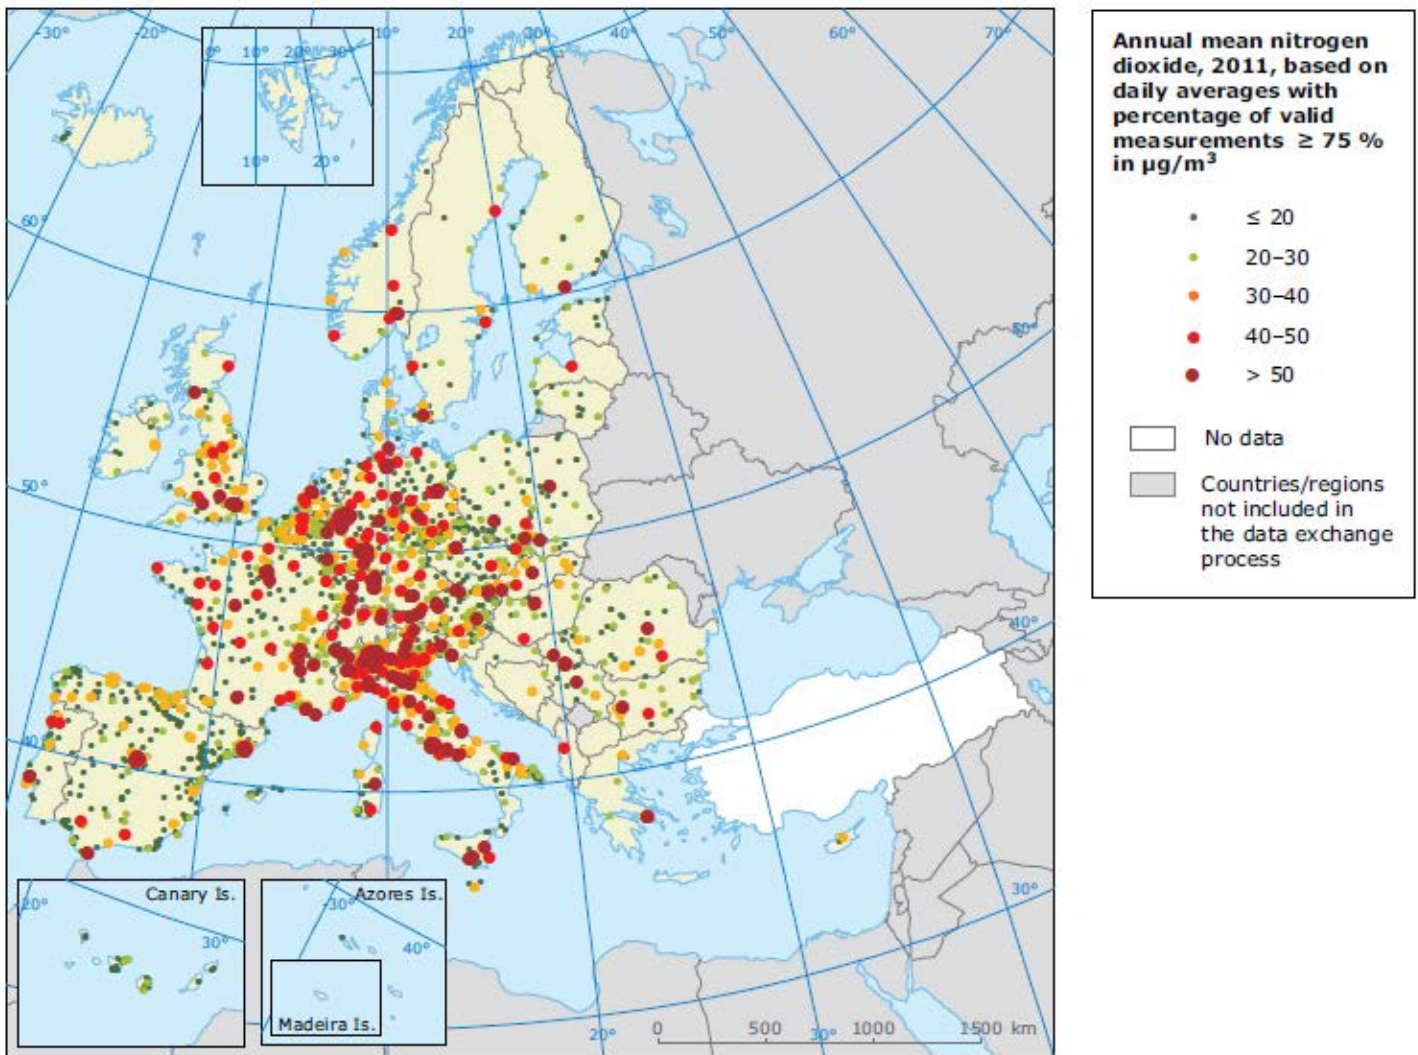 -30°
-20°
0°
10°
20°
30°
10°
20°
30°
40°
50°
60°
70°
10°
20°
60°
50°
50°
40°
40°
30°
Canary Is.
20°
30°
Azores Is.
-30°
40°
Madeira Is.
20°
30°
0
500
1000
1500 km
Annual mean nitrogen
dioxide, 2011, based on
daily averages with
percentage of valid
measurements ≥ 75 %
in µg/m³
≤ 20
20–30
30–40
40–50
> 50
No data
Countries/regions
not included in
the data exchange
process